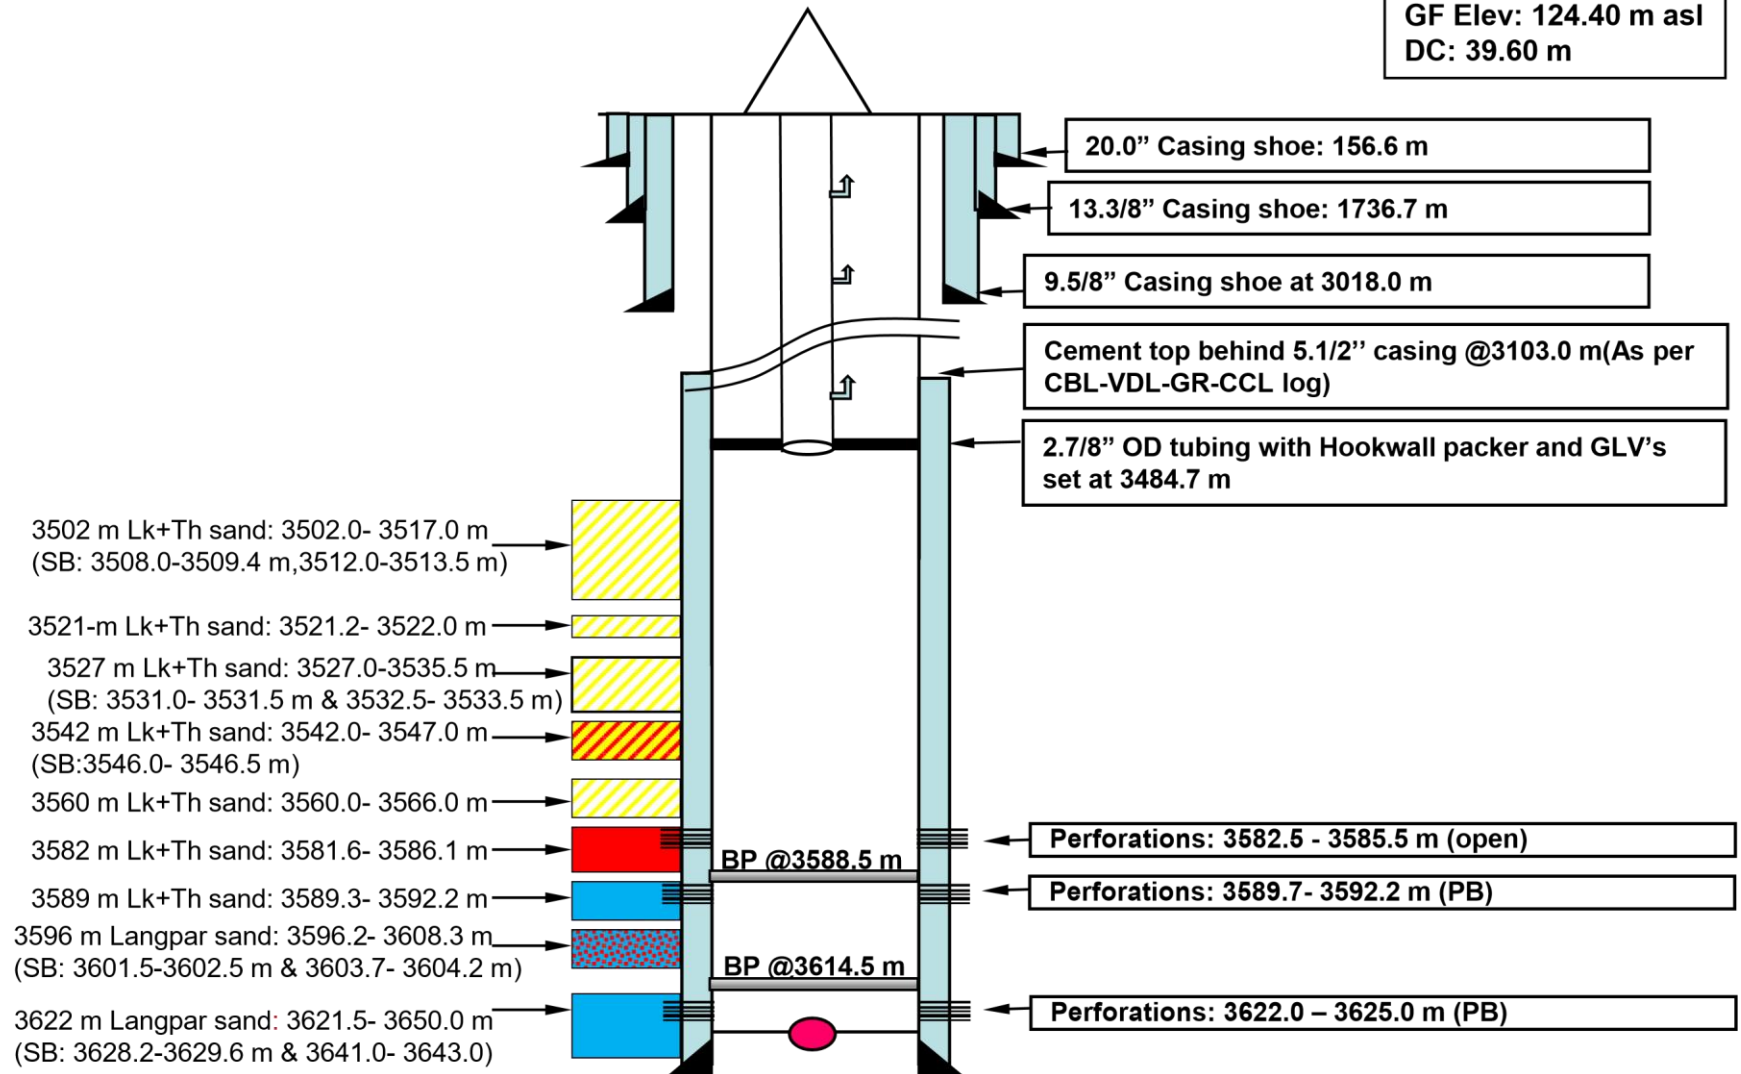 GF Elev: 124.40 m asl
DC: 39.60 m
20.0” Casing shoe: 156.6 m
13.3/8” Casing shoe: 1736.7 m
9.5/8” Casing shoe at 3018.0 m
Cement top behind 5.1/2’’ casing @3103.0 m(As per
CBL-VDL-GR-CCL log)
2.7/8” OD tubing with Hookwall packer and GLV’s
set at 3484.7 m
3502 m Lk+Th sand: 3502.0- 3517.0 m
(SB: 3508.0-3509.4 m,3512.0-3513.5 m)
3521-m Lk+Th sand: 3521.2- 3522.0 m
3527 m Lk+Th sand: 3527.0-3535.5 m
(SB: 3531.0- 3531.5 m & 3532.5- 3533.5 m)
3542 m Lk+Th sand: 3542.0- 3547.0 m
(SB:3546.0- 3546.5 m)
3560 m Lk+Th sand: 3560.0- 3566.0 m
3582 m Lk+Th sand: 3581.6- 3586.1 m
Perforations: 3582.5 - 3585.5 m (open)
BP @3588.5 m
3589 m Lk+Th sand: 3589.3- 3592.2 m
Perforations: 3589.7- 3592.2 m (PB)
3596 m Langpar sand: 3596.2- 3608.3 m
(SB: 3601.5-3602.5 m & 3603.7- 3604.2 m)
BP @3614.5 m
3622 m Langpar sand: 3621.5- 3650.0 m
(SB: 3628.2-3629.6 m & 3641.0- 3643.0)
Perforations: 3622.0 – 3625.0 m (PB)